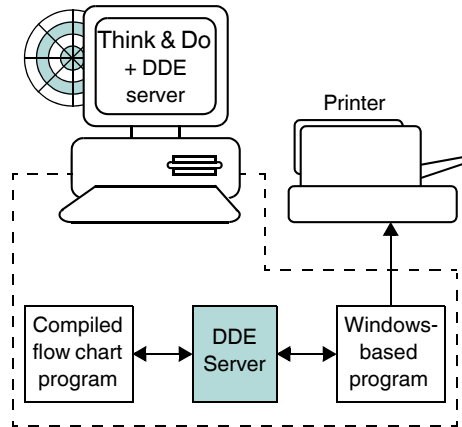 Think & Do
+ DDE
server
Printer
Compiled
flow chart
program
DDE
Server
Windows-
based
program